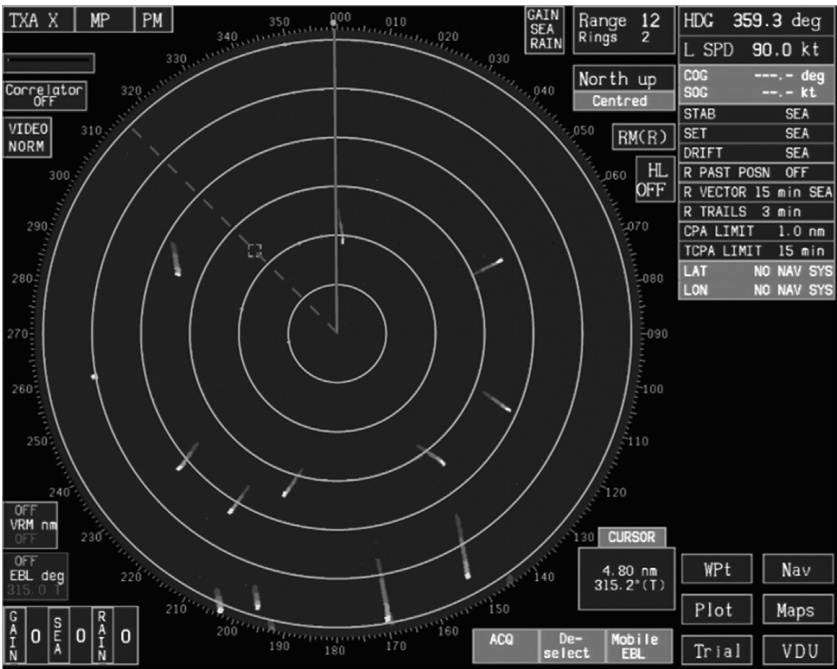 TXA X MP PM
Correlator
OFF
VIDEO
NORM
GAIN
SEA
RAIN
Range 12
Rings 2
North up
Centred
RM(R)
HL
OFF
HDG 359.3 deg
L SPD 90.0 kt
COG ---.- deg
SOG --.- kt
STAB SEA
SET SEA
DRIFT SEA
R PAST POSN OFF
R VECTOR 15 min SEA
R TRAILS 3 min
CPA LIMIT 1.0 nm
TCPA LIMIT 15 min
LAT NO NAV SYS
LON NO NAV SYS
000
010
020
030
040
050
060
070
080
090
100
110
120
130
140
150
160
170
180
190
200
210
220
230
240
250
260
270
280
290
300
310
320
330
340
350
OFF
VRM nm
OFF
OFF
EBL deg
315.0 T
GAIN 0 SEA 0 RAIN 0
CURSOR
4.80 nm
315.2°(T)
ACQ De-select Mobile EBL
WPt Nav
Plot Maps
Trial VDU